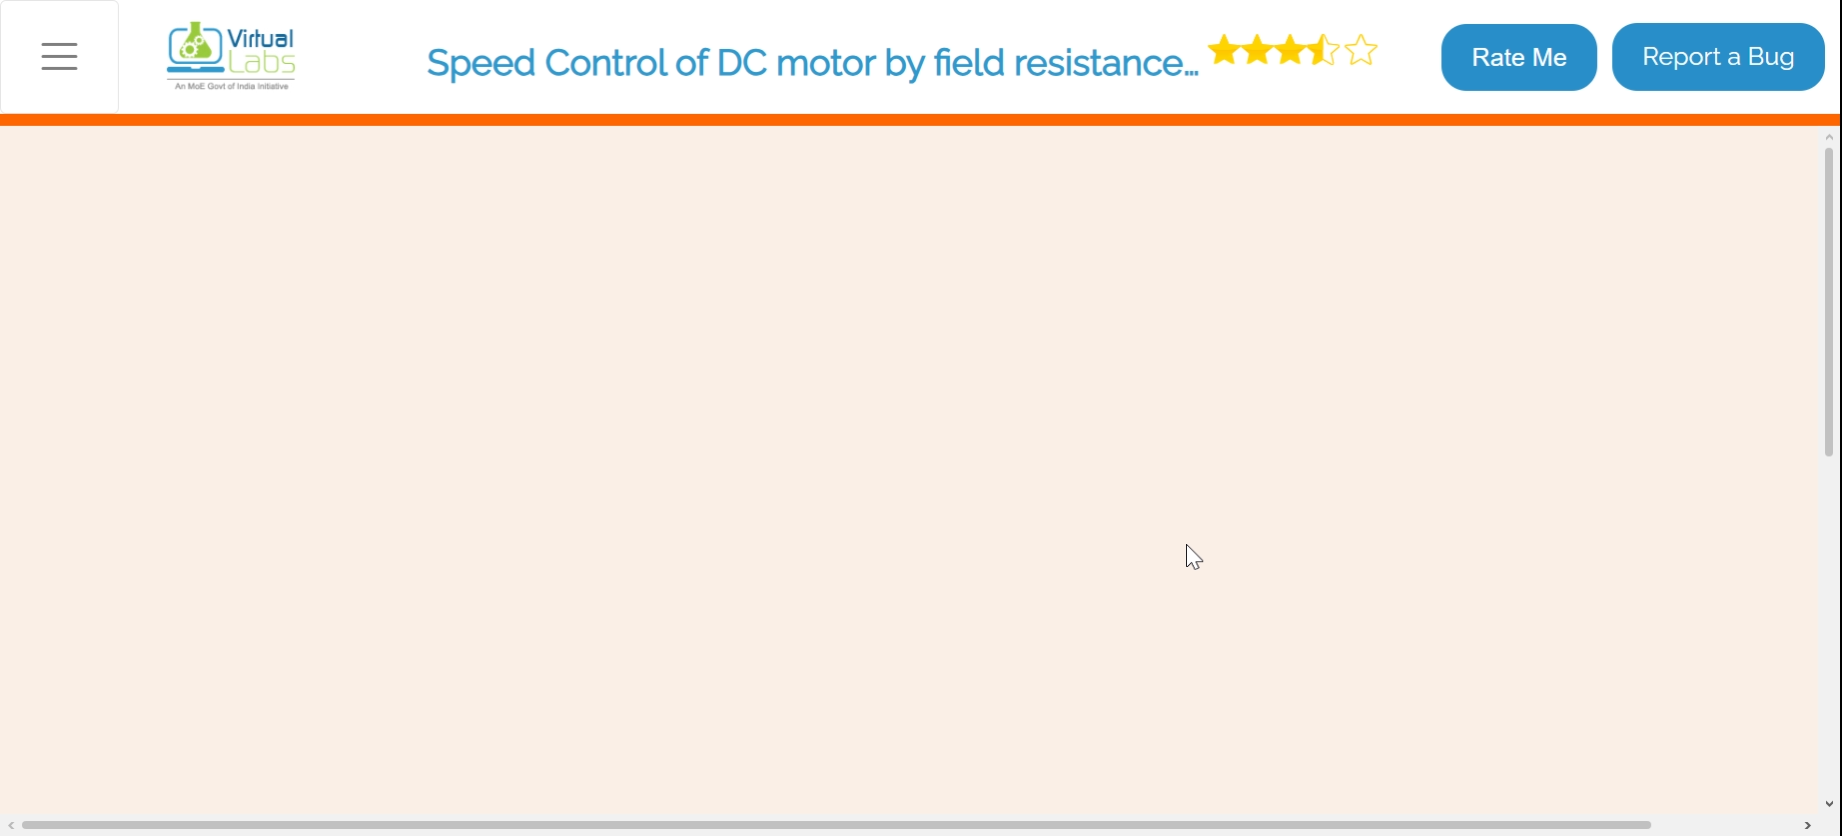 Virtual
Labs
An MoE Govt of India Initiative
Speed Control of DC motor by field resistance...
Rate Me
Report a Bug